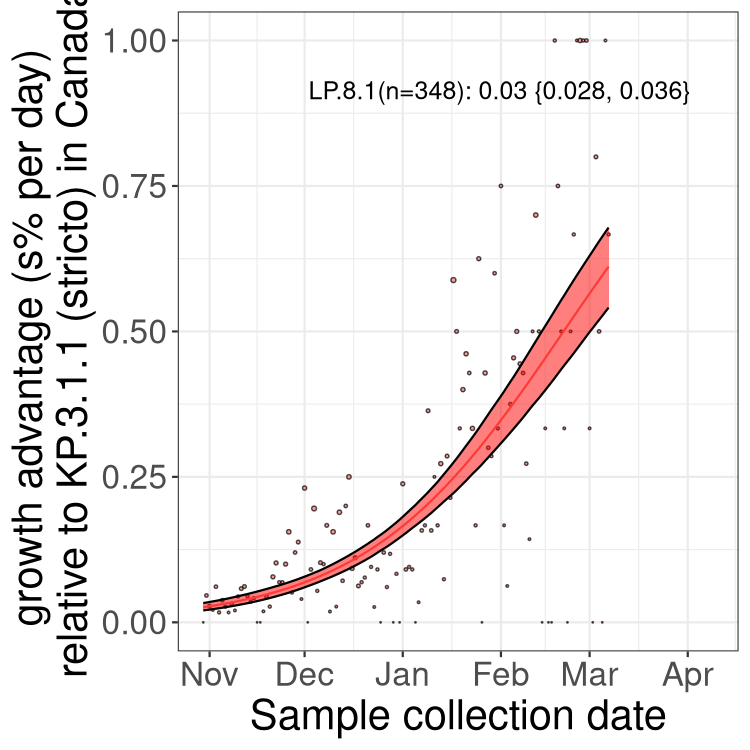 growth advantage (s% per day)
relative to KP.3.1.1 (stricto) in Canada
1.00
0.75
0.50
0.25
0.00
LP.8.1(n=348): 0.03 {0.028, 0.036}
Nov Dec Jan Feb Mar Apr
Sample collection date